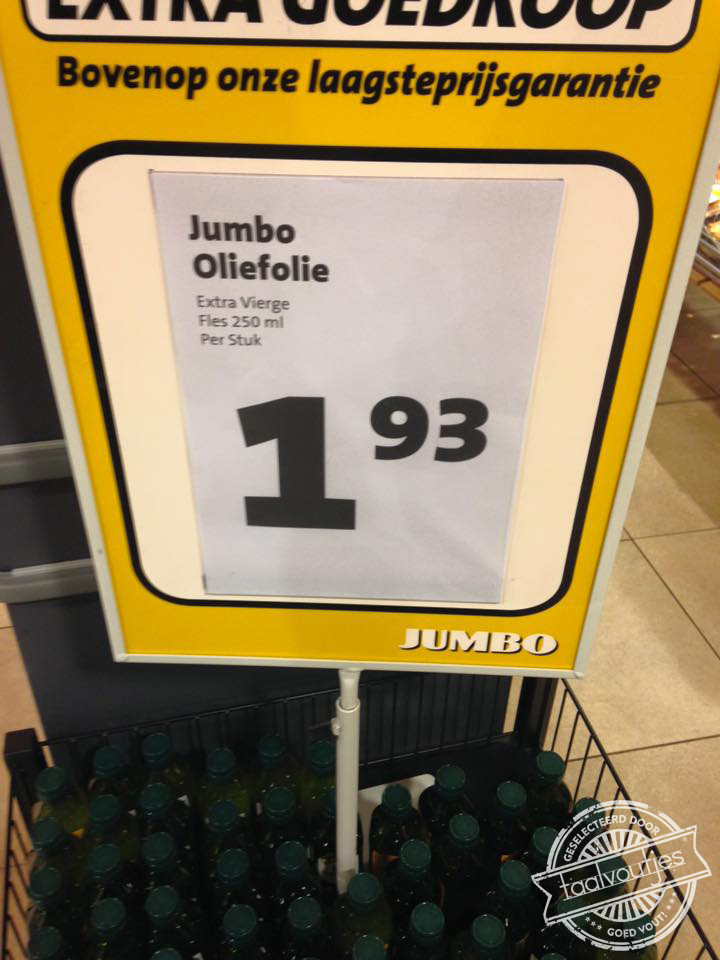 EXTRA GOEDKOOP
Bovenop onze laagsteprijsgarantie
Jumbo
Oliefolie
Extra Vierge
Fles 250 ml
Per Stuk
1 93
JUMBO
GESELECTEERD DOOR
taalvoutjes
GOED VOUT!